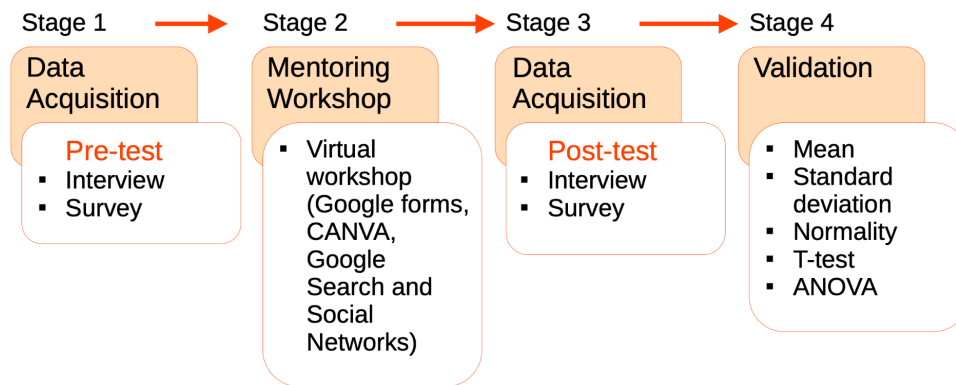 Stage 1
Stage 2
Stage 3
Stage 4
Data
Acquisition
Pre-test
▪ Interview
▪ Survey
Mentoring
Workshop
▪ Virtual
workshop
(Google forms,
CANVA,
Google
Search and
Social
Networks)
Data
Acquisition
Post-test
▪ Interview
▪ Survey
Validation
▪ Mean
▪ Standard
deviation
▪ Normality
▪ T-test
▪ ANOVA